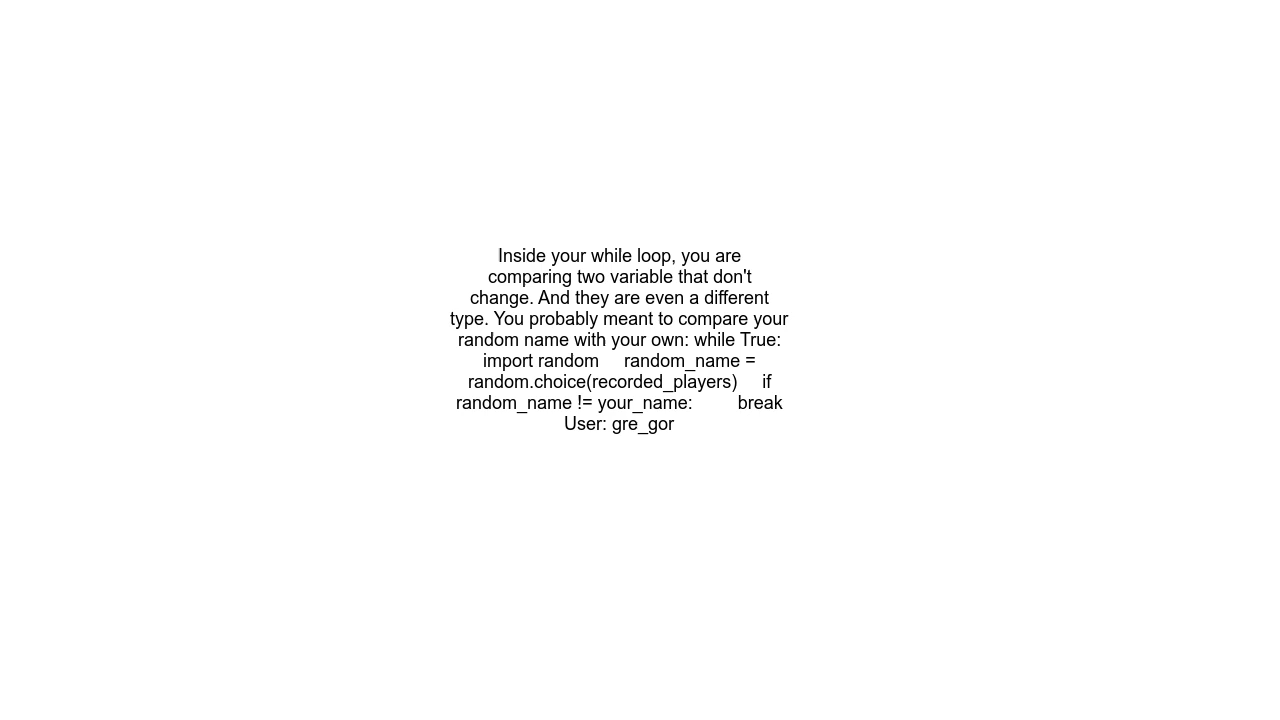 Inside your while loop, you are
comparing two variable that don't
change. And they are even a different
type. You probably meant to compare your
random name with your own: while True:
import random     random_name =
random.choice(recorded_players)     if
random_name != your_name:         break
User: gre_gor